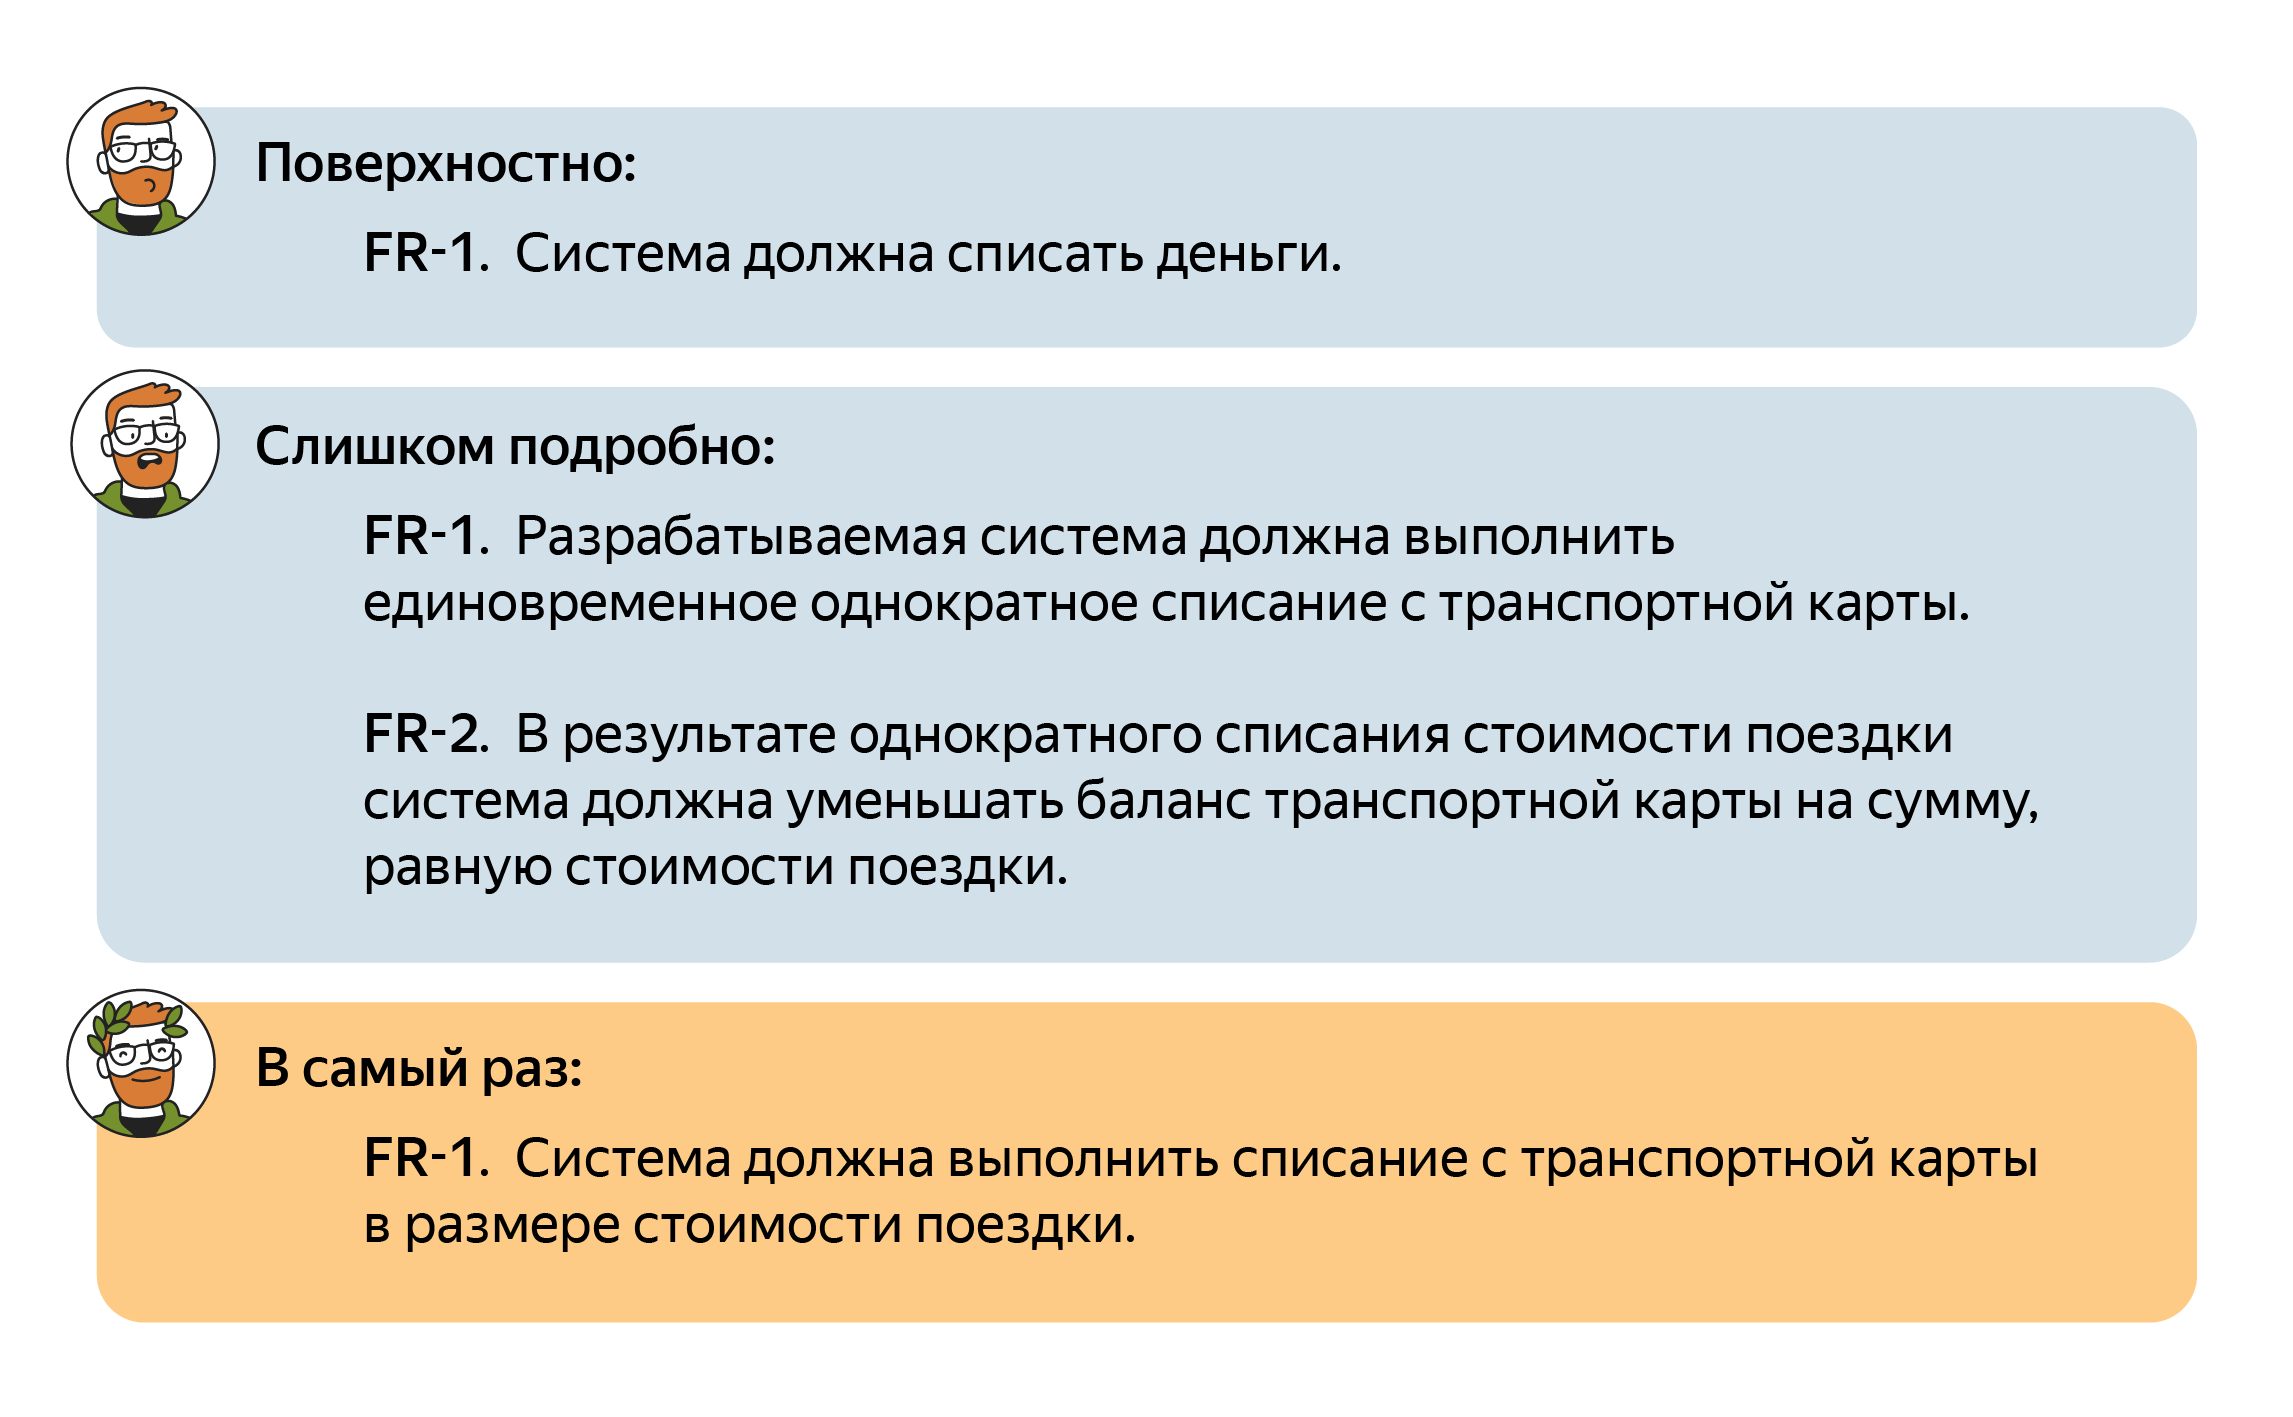 Поверхностно:
FR-1. Система должна списать деньги.
Слишком подробно:
FR-1. Разрабатываемая система должна выполнить
единовременное однократное списание с транспортной карты.
FR-2. В результате однократного списания стоимости поездки
система должна уменьшать баланс транспортной карты на сумму,
равную стоимости поездки.
В самый раз:
FR-1. Система должна выполнить списание с транспортной карты
в размере стоимости поездки.